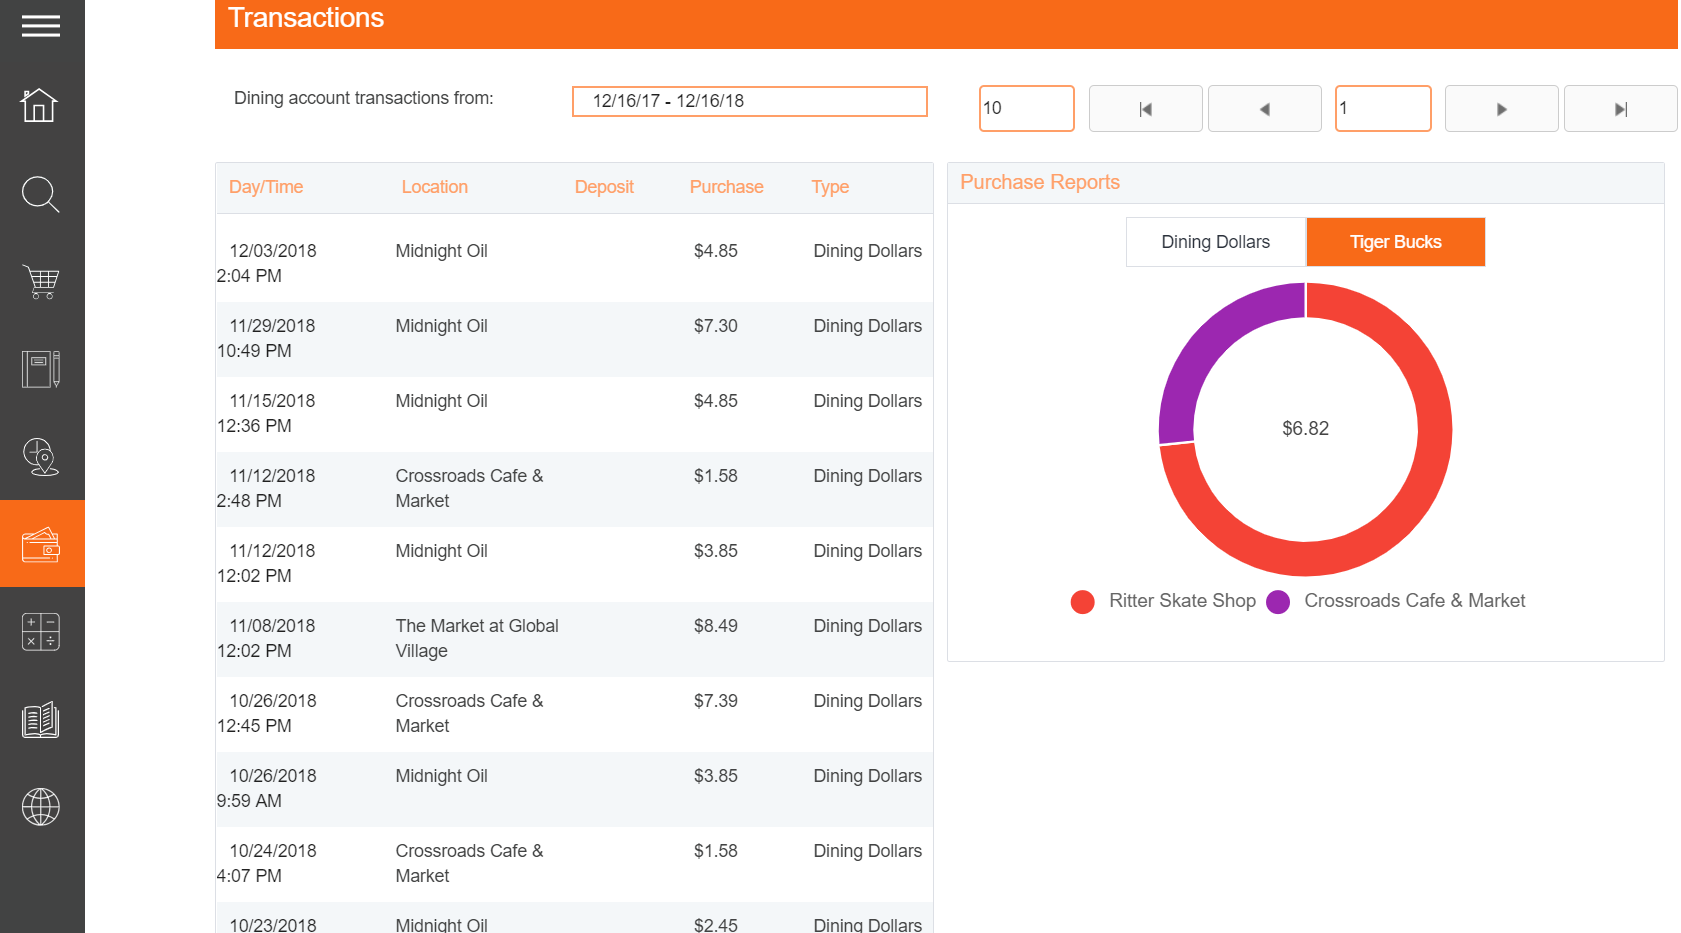 Transactions
Dining account transactions from:
12/16/17 - 12/16/18
10
1
Day/Time Location Deposit Purchase Type
12/03/2018 Midnight Oil $4.85 Dining Dollars
2:04 PM
11/29/2018 Midnight Oil $7.30 Dining Dollars
10:49 PM
11/15/2018 Midnight Oil $4.85 Dining Dollars
12:36 PM
11/12/2018 Crossroads Cafe & $1.58 Dining Dollars
2:48 PM Market
11/12/2018 Midnight Oil $3.85 Dining Dollars
12:02 PM
11/08/2018 The Market at Global $8.49 Dining Dollars
12:02 PM Village
10/26/2018 Crossroads Cafe & $7.39 Dining Dollars
12:45 PM Market
10/26/2018 Midnight Oil $3.85 Dining Dollars
9:59 AM
10/24/2018 Crossroads Cafe & $1.58 Dining Dollars
4:07 PM Market
10/23/2018 Midnight Oil $2.45 Dining Dollars
Purchase Reports
Dining Dollars Tiger Bucks
$6.82
Ritter Skate Shop Crossroads Cafe & Market